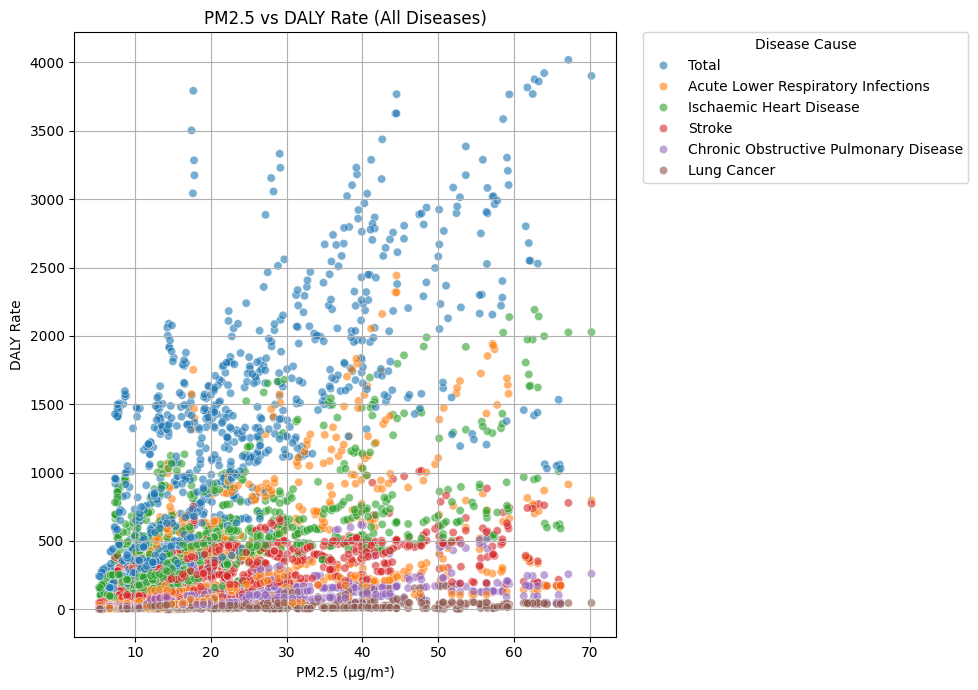 PM2.5 vs DALY Rate (All Diseases)
Disease Cause
Total
Acute Lower Respiratory Infections
Ischaemic Heart Disease
Stroke
Chronic Obstructive Pulmonary Disease
Lung Cancer
DALY Rate
4000
3500
3000
2500
2000
1500
1000
500
0
10 20 30 40 50 60 70
PM2.5 (µg/m³)